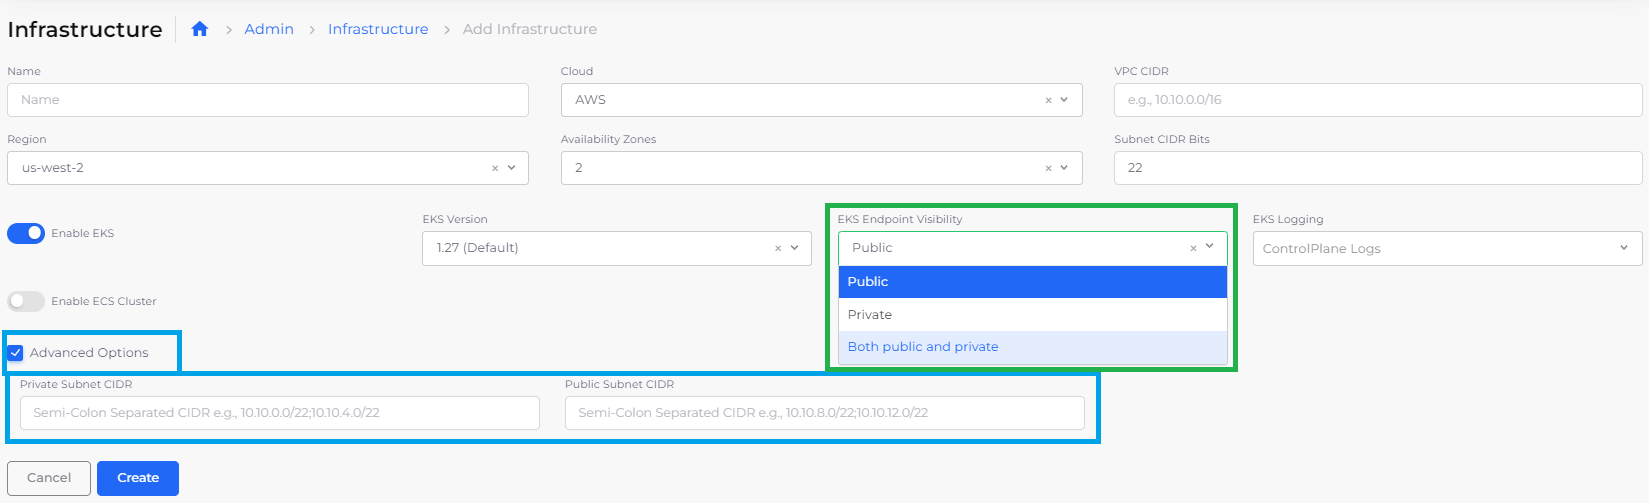 Infrastructure Admin Infrastructure Add Infrastructure
Name Cloud VPC CIDR
Name AWS e.g., 10.10.0.0/16
Region Availability Zones Subnet CIDR Bits
us-west-2 2 22
EKS Version EKS Endpoint Visibility EKS Logging
Enable EKS 1.27 (Default) Public ControlPlane Logs
Public
Enable ECS Cluster Private
Both public and private
Advanced Options
Private Subnet CIDR Public Subnet CIDR
Semi-Colon Separated CIDR e.g., 10.10.0.0/22;10.10.4.0/22 Semi-Colon Separated CIDR e.g., 10.10.8.0/22;10.10.12.0/22
Cancel Create